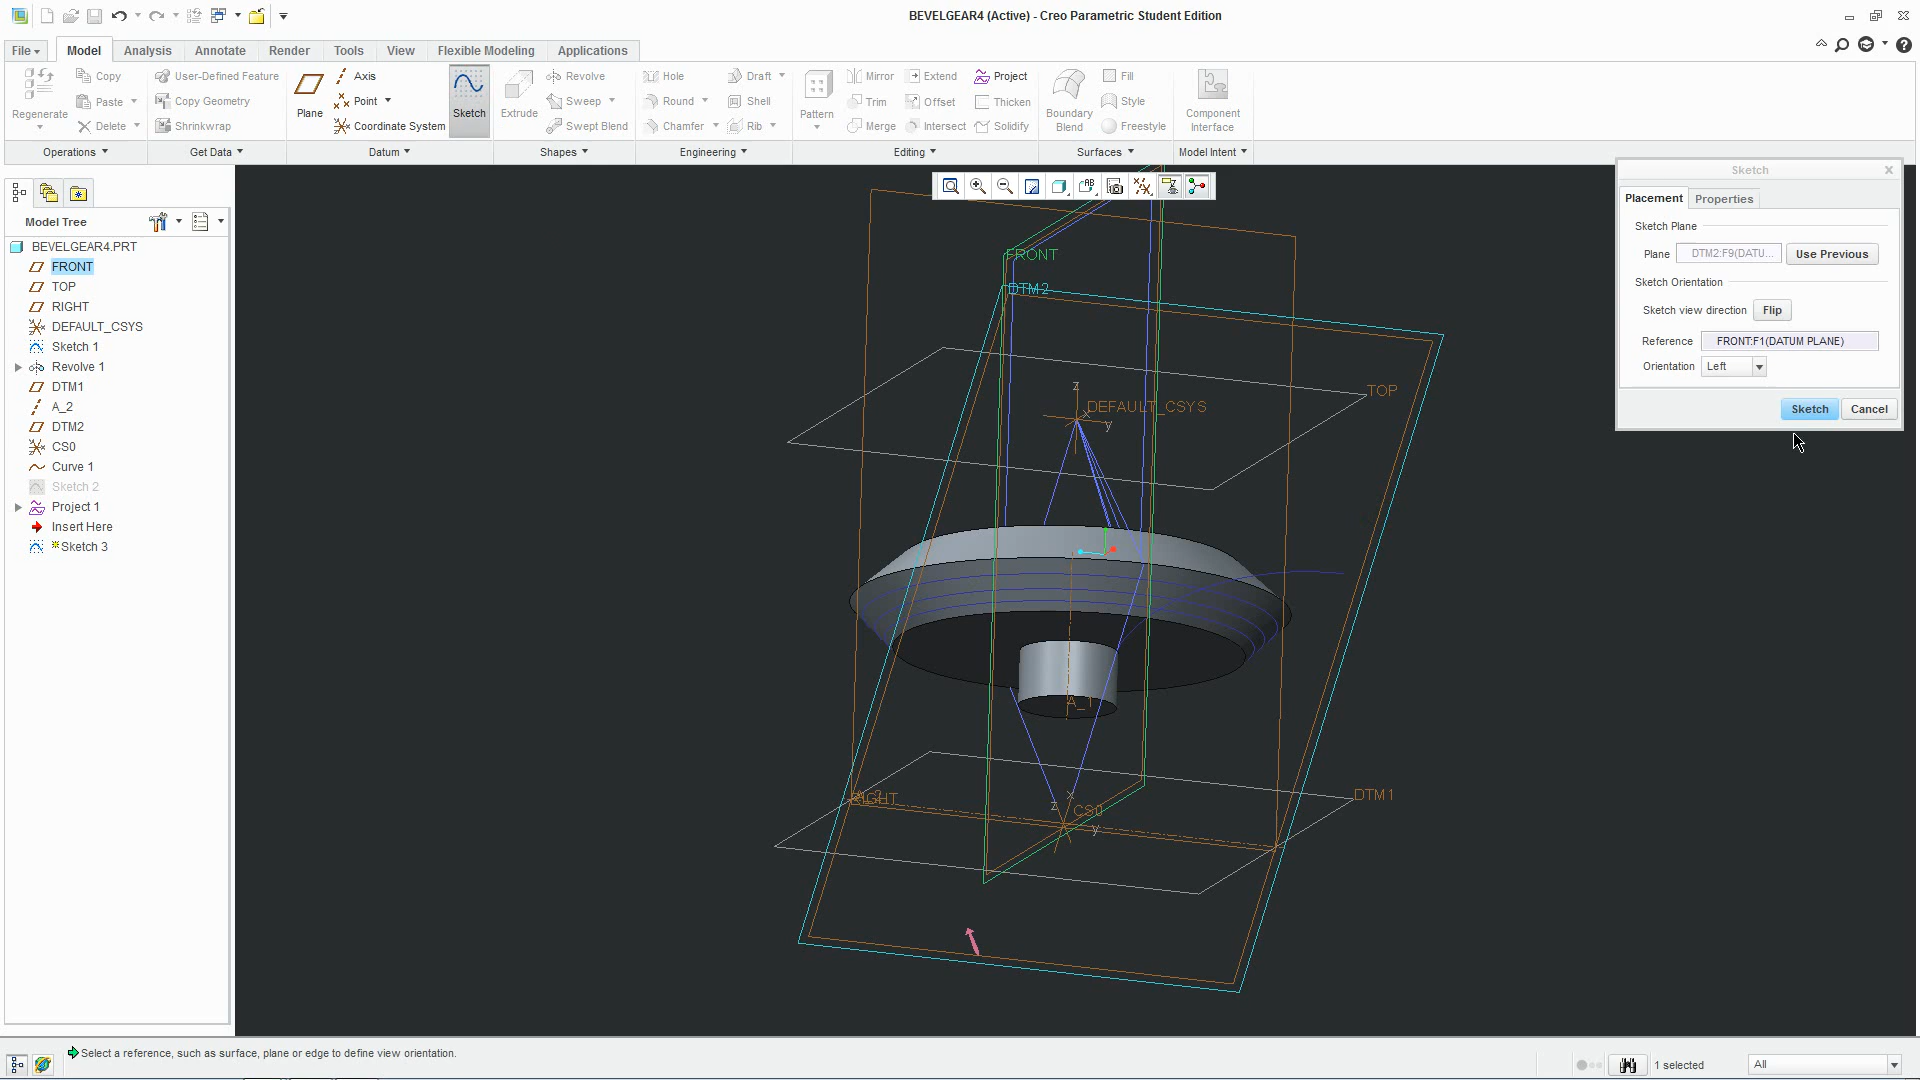 BEVELGEAR4 (Active) - Creo Parametric Student Edition
File
Model
Analysis
Annotate
Render
Tools
View
Flexible Modeling
Applications
Regenerate
Copy
Paste
Delete
User-Defined Feature
Copy Geometry
Shrinkwrap
Plane
Axis
Point
Coordinate System
Sketch
Extrude
Revolve
Sweep
Swept Blend
Hole
Round
Chamfer
Draft
Shell
Rib
Pattern
Mirror
Trim
Merge
Extend
Offset
Intersect
Project
Thicken
Solidify
Boundary
Blend
Fill
Style
Freestyle
Component
Interface
Operations
Get Data
Datum
Shapes
Engineering
Editing
Surfaces
Model Intent
Model Tree
BEVELGEAR4.PRT
FRONT
TOP
RIGHT
DEFAULT_CSYS
Sketch 1
Revolve 1
DTM1
A_2
DTM2
CS0
Curve 1
Sketch 2
Project 1
Insert Here
Sketch 3
FRONT
DTM2
TOP
z
DEFAULT_CSYS
x
y
A_1
RIGHT
DTM1
x
z
CS0
y
Sketch
Placement
Properties
Sketch Plane
Plane
DTM2:F9(DATU...
Use Previous
Sketch Orientation
Sketch view direction
Flip
Reference
FRONT:F1(DATUM PLANE)
Orientation
Left
Sketch
Cancel
Select a reference, such as surface, plane or edge to define view orientation.
1 selected
All